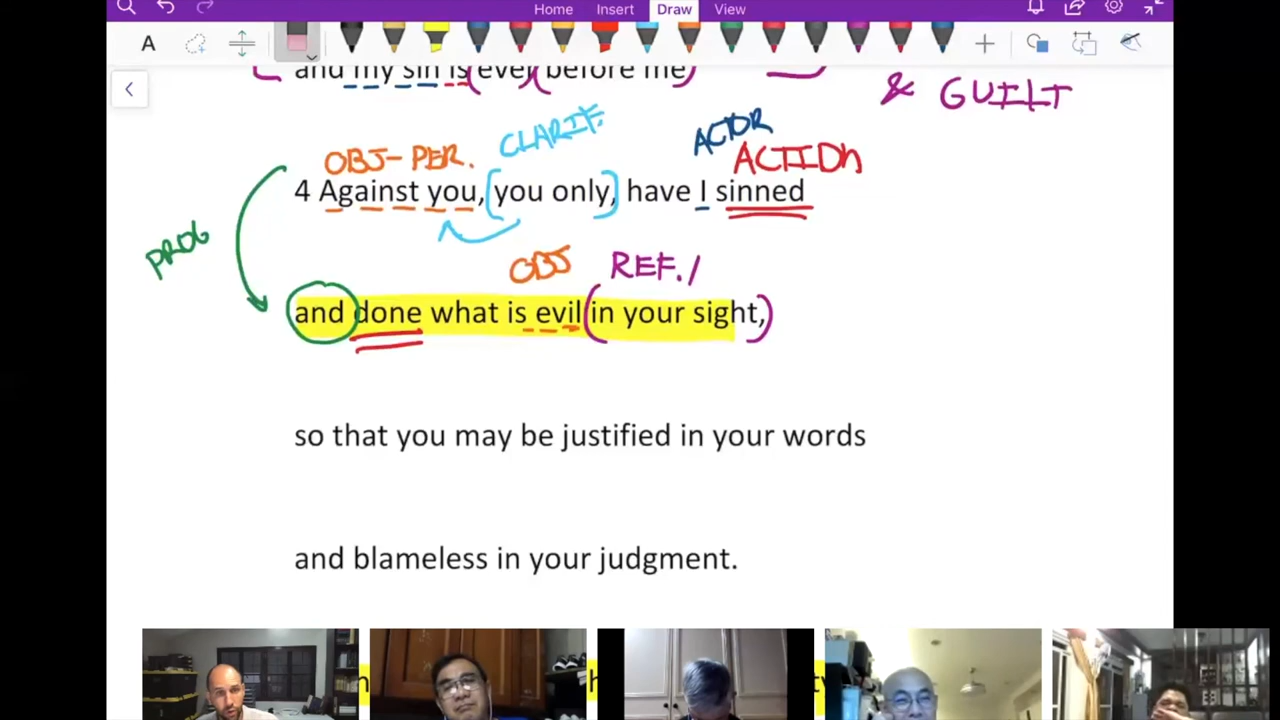 Home Insert Draw View
A
and my sin is (ever (before me)
& GUILT
CLARIF.
ACTOR
OBJ-PER.
ACTION
4 Against you, (you only,) have I sinned
PROG
OBJ REF. /
and done what is evil (in your sight,)
so that you may be justified in your words
and blameless in your judgment.